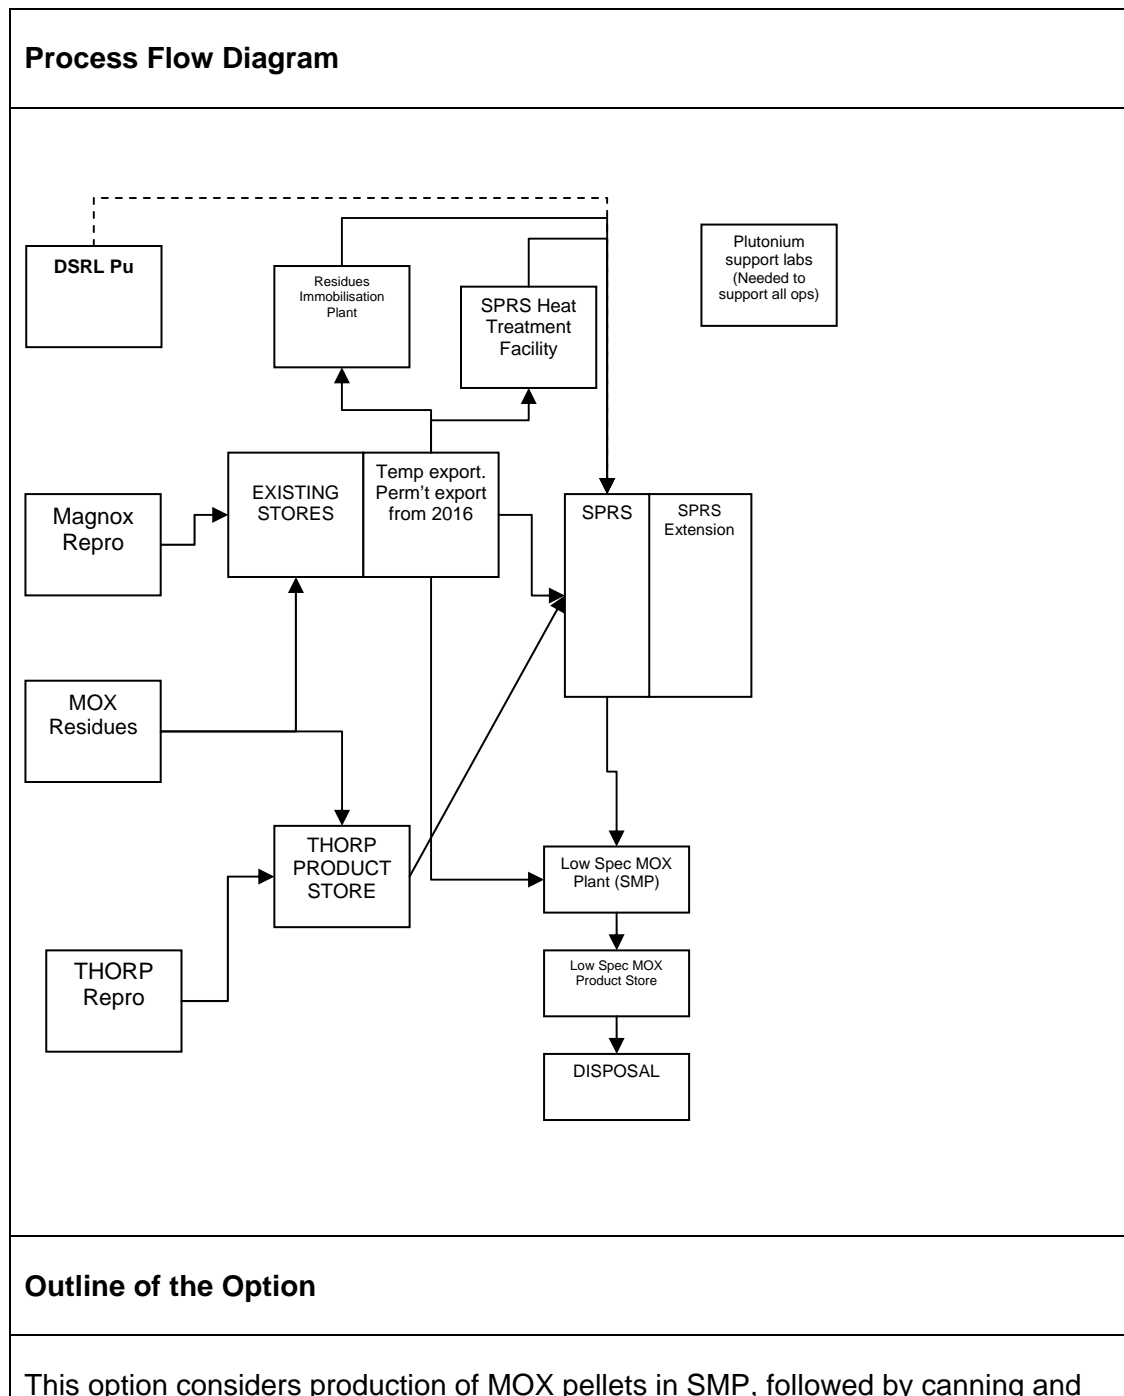 Process Flow Diagram
DSRL Pu
Residues
Immobilisation
Plant
SPRS Heat
Treatment
Facility
Plutonium
support labs
(Needed to
support all ops)
Magnox
Repro
EXISTING
STORES
Temp export.
Perm't export
from 2016
SPRS
SPRS
Extension
MOX
Residues
THORP
PRODUCT
STORE
Low Spec MOX
Plant (SMP)
THORP
Repro
Low Spec MOX
Product Store
DISPOSAL
Outline of the Option
This option considers production of MOX pellets in SMP, followed by canning and